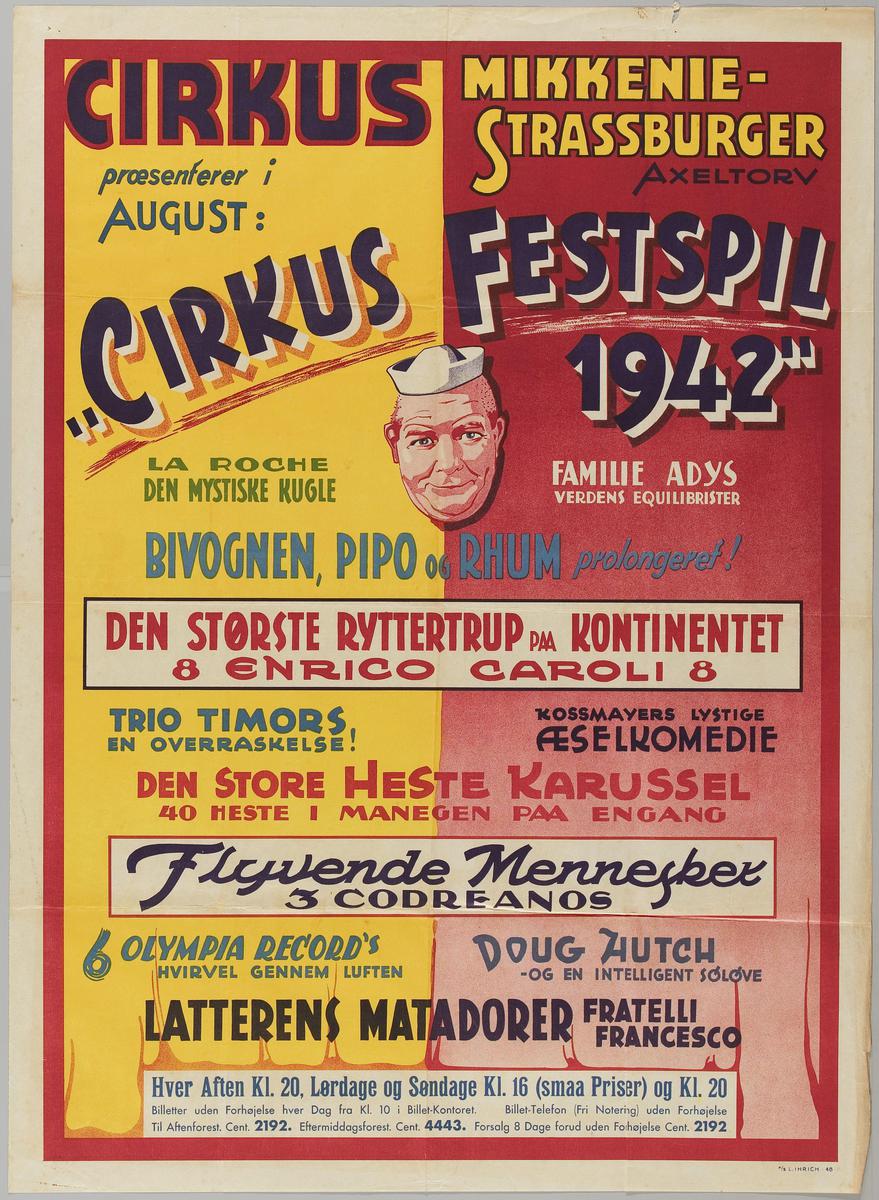 CIRKUS
MIKKENIE-
STRASSBURGER
AXELTORV
præsenterer i
AUGUST:
„CIRKUS
FESTSPIL
1942"
LA ROCHE
DEN MYSTISKE KUGLE
FAMILIE ADYS
VERDENS EQUILIBRISTER
BIVOGNEN, PIPO OG RHUM prolongeret!
DEN STØRSTE RYTTERTRUP PAA KONTINENTET
8 ENRICO CAROLI 8
TRIO TIMORS,
EN OVERRASKELSE!
KOSSMAYERS LYSTIGE
ÆSELKOMEDIE
DEN STORE HESTE KARUSSEL
40 HESTE I MANEGEN PAA ENGANG
Flyvende Mennesker
3 CODREANOS
6 OLYMPIA RECORD'S
HVIRVEL GENNEM LUFTEN
DOUG HUTCH
-OG EN INTELLIGENT SØLØVE
LATTERENS MATADORER FRATELLI
FRANCESCO
Hver Aften Kl. 20, Lørdage og Søndage Kl. 16 (smaa Priser) og Kl. 20
Billetter uden Forhøjelse hver Dag fra Kl. 10 i Billet-Kontoret. Billet-Telefon (Fri Notering) uden Forhøjelse
Til Aftenforest. Cent. 2192. Eftermiddagsforest. Cent. 4443. Forsalg 8 Dage forud uden Forhøjelse Cent. 2192
A/S L. IHRICH 48